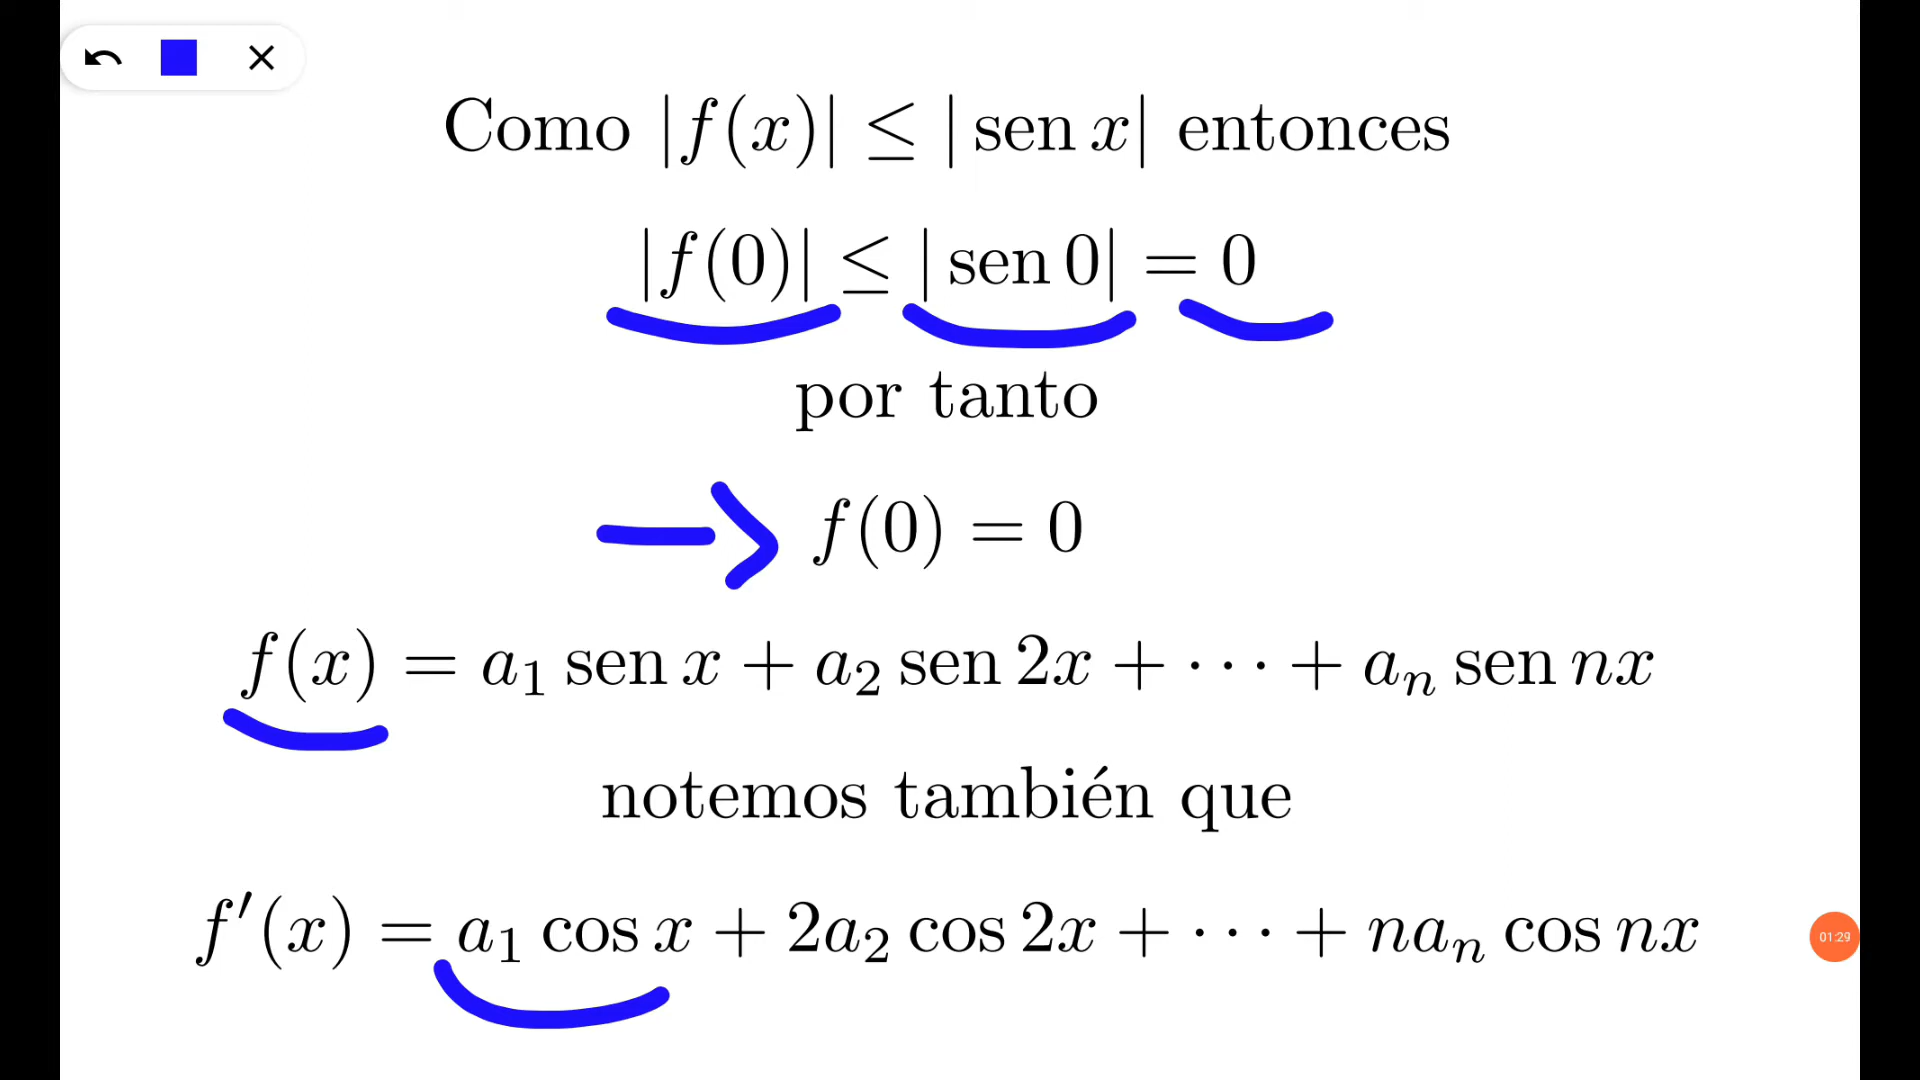 Como |f(x)| ≤ | sen x| entonces
|f(0)| ≤ | sen 0| = 0
por tanto
f(0) = 0
f(x) = a₁ sen x + a₂ sen 2x + · · · + aₙ sen nx
notemos también que
f′(x) = a₁ cos x + 2a₂ cos 2x + · · · + naₙ cos nx
01:29